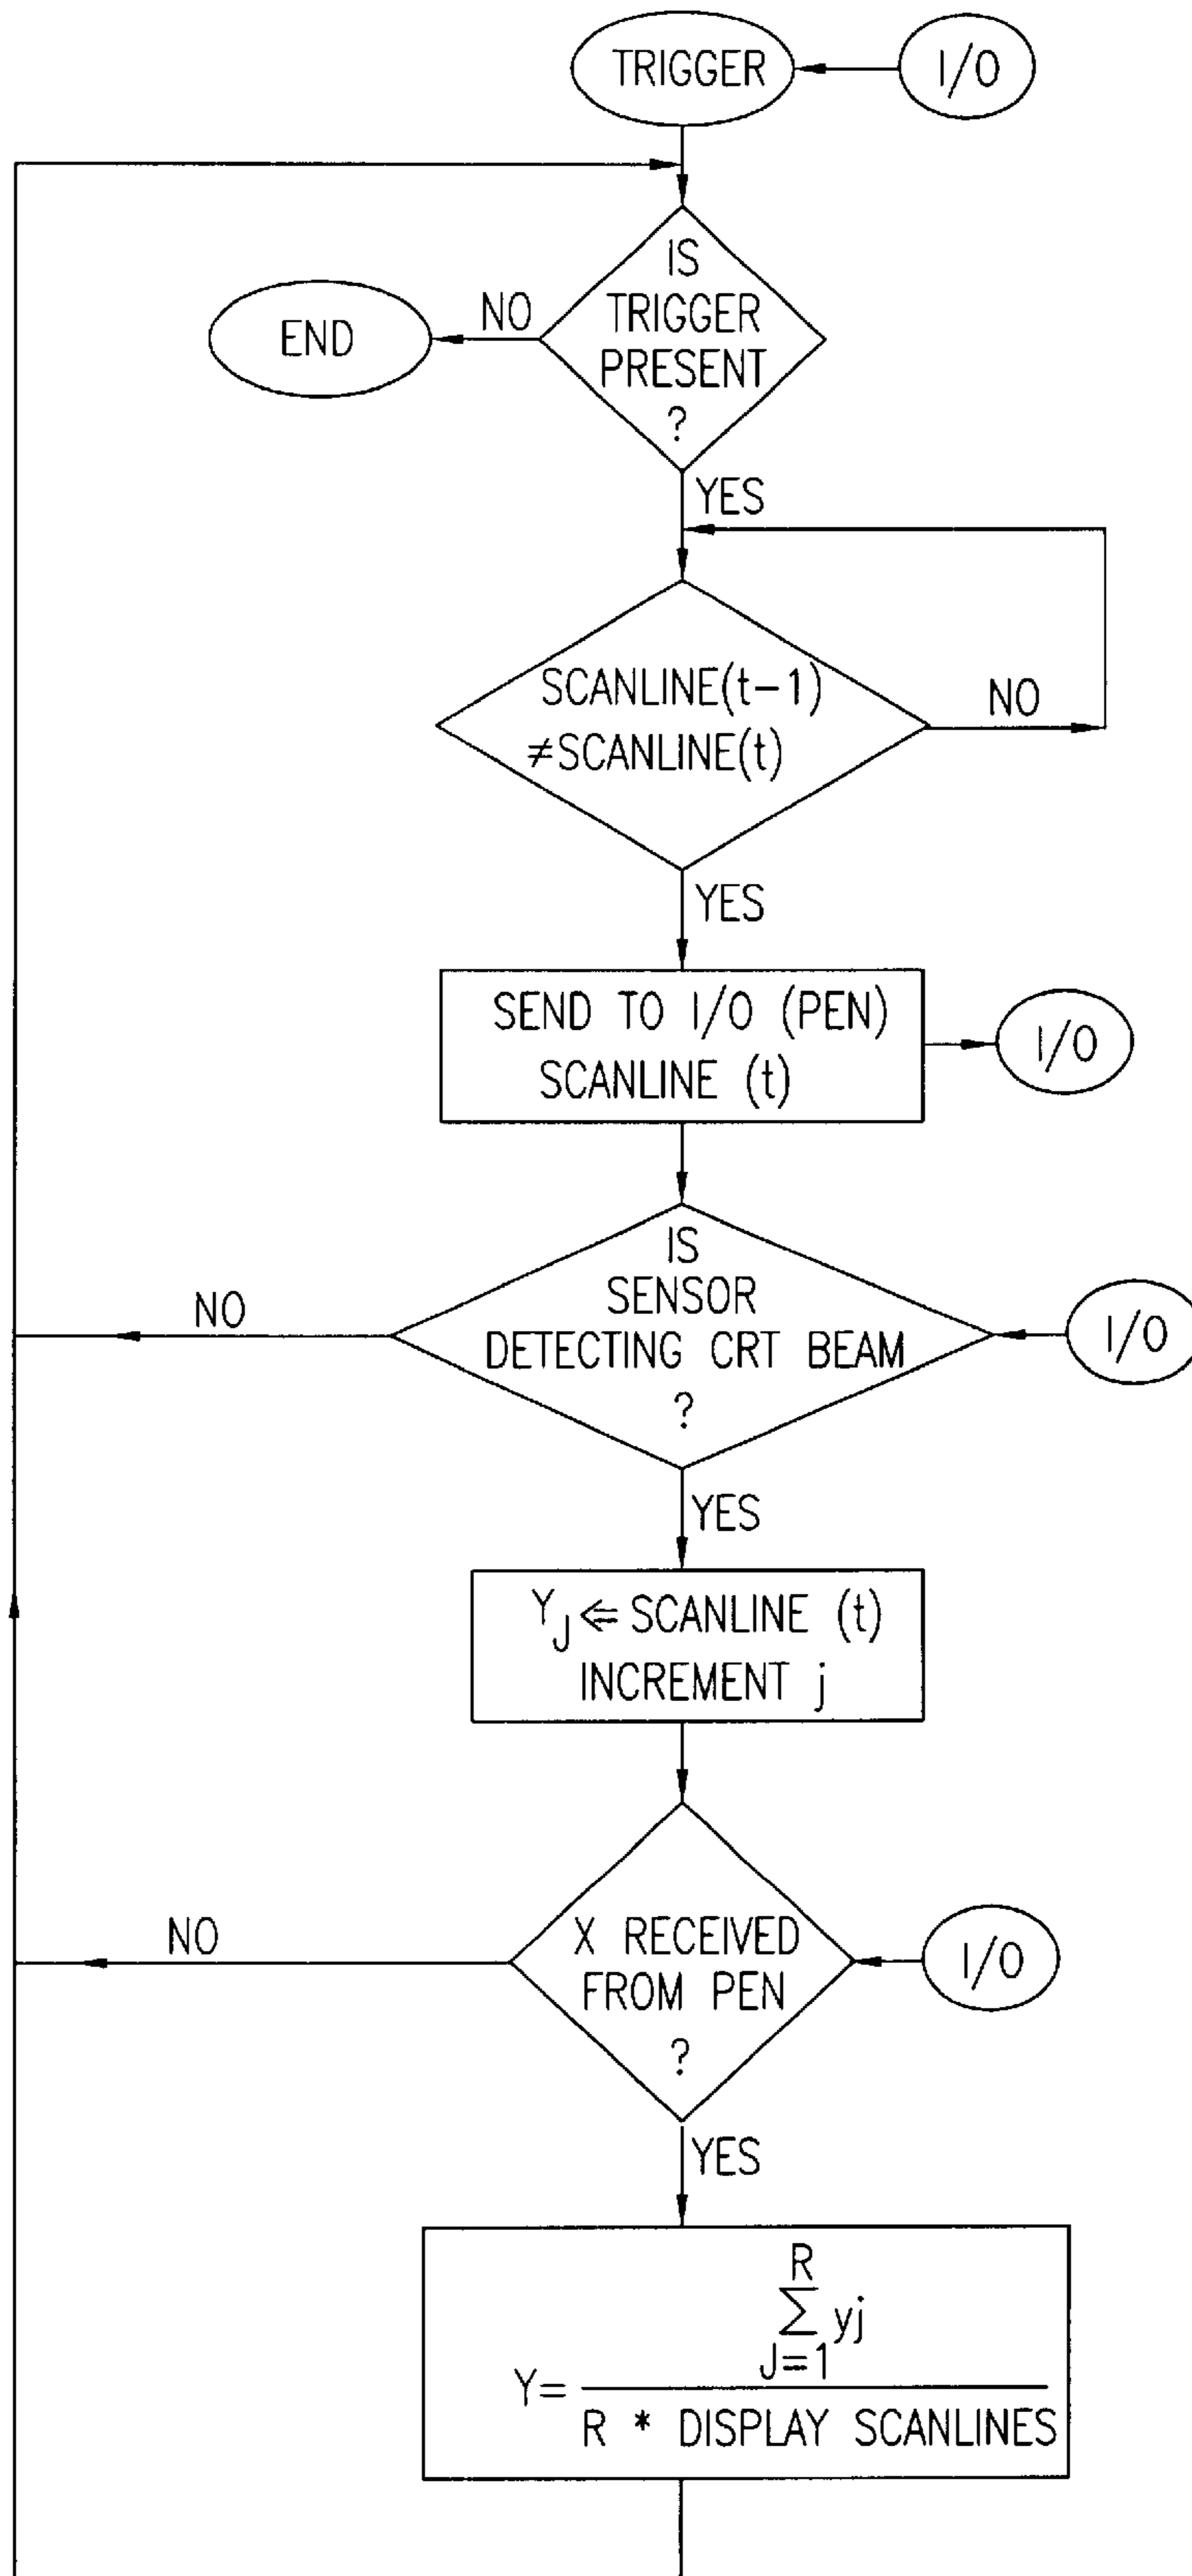 TRIGGER
I/O
IS
TRIGGER
PRESENT
?
NO
END
YES
SCANLINE(t-1)
≠SCANLINE(t)
NO
YES
SEND TO I/O (PEN)
SCANLINE (t)
I/O
IS
SENSOR
DETECTING CRT BEAM
?
NO
I/O
YES
Y_J ⇐ SCANLINE (t)
INCREMENT j
X RECEIVED
FROM PEN
?
NO
I/O
YES
R
∑ yj
J=1
Y=
R * DISPLAY SCANLINES